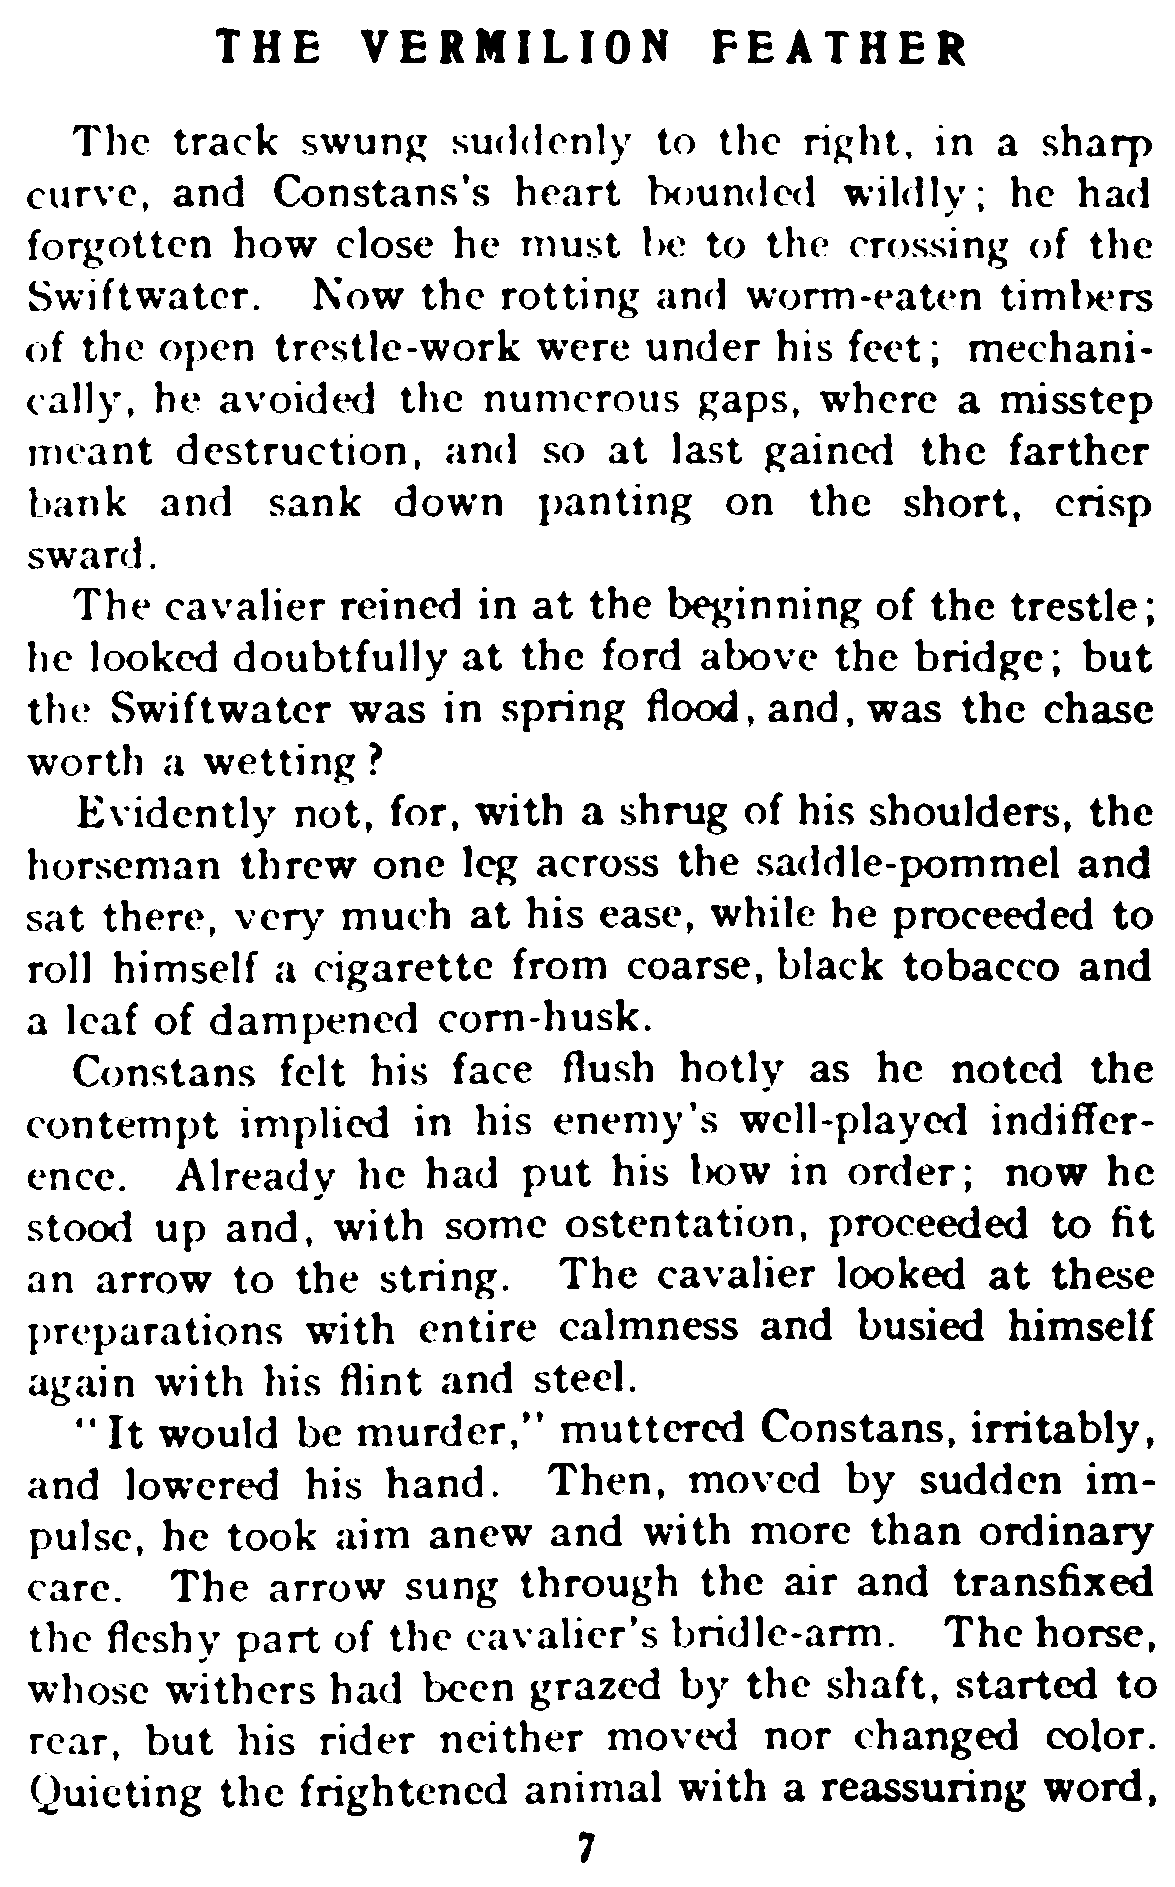 THE VERMILION FEATHER
The track swung suddenly to the right, in a sharp
curve, and Constans's heart bounded wildly; he had
forgotten how close he must be to the crossing of the
Swiftwater. Now the rotting and worm-eaten timbers
of the open trestle-work were under his feet; mechani-
cally, he avoided the numerous gaps, where a misstep
meant destruction, and so at last gained the farther
bank and sank down panting on the short, crisp
sward.
The cavalier reined in at the beginning of the trestle;
he looked doubtfully at the ford above the bridge; but
the Swiftwater was in spring flood, and, was the chase
worth a wetting?
Evidently not, for, with a shrug of his shoulders, the
horseman threw one leg across the saddle-pommel and
sat there, very much at his ease, while he proceeded to
roll himself a cigarette from coarse, black tobacco and
a leaf of dampened corn-husk.
Constans felt his face flush hotly as he noted the
contempt implied in his enemy's well-played indiffer-
ence. Already he had put his bow in order; now he
stood up and, with some ostentation, proceeded to fit
an arrow to the string. The cavalier looked at these
preparations with entire calmness and busied himself
again with his flint and steel.
"It would be murder," muttered Constans, irritably,
and lowered his hand. Then, moved by sudden im-
pulse, he took aim anew and with more than ordinary
care. The arrow sung through the air and transfixed
the fleshy part of the cavalier's bridle-arm. The horse,
whose withers had been grazed by the shaft, started to
rear, but his rider neither moved nor changed color.
Quieting the frightened animal with a reassuring word,
7